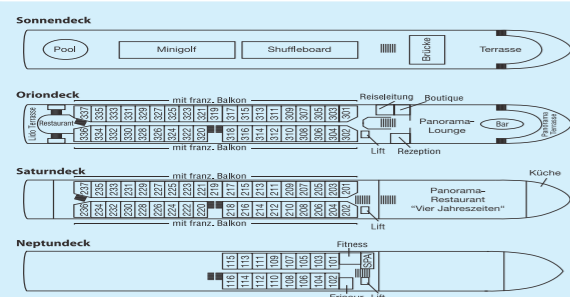 Sonnendeck
Pool
Minigolf
Shuffleboard
Brücke
Terrasse
Oriondeck
mit franz. Balkon
Reiseleitung
Boutique
Lido Terrasse
Restaurant
337 335 333 331 329 327 325 323 321 319 317 315 313 311 309 307 305 303 301
336 334 332 330 328 326 324 322 320 318 316 314 312 310 308 306 304 302
Panorama-
Lounge
Bar
Panorama
Terrasse
mit franz. Balkon
Lift
Rezeption
Saturndeck
mit franz. Balkon
Küche
237 235 233 231 229 227 225 223 221 219 217 215 213 211 209 207 205 203 201
236 234 232 230 228 226 224 222 220 218 216 214 212 210 208 206 204 202
Panorama-
Restaurant
"Vier Jahreszeiten"
mit franz. Balkon
Lift
Neptundeck
Fitness
115 113 111 109 107 105 103 101
SPA
116 114 112 110 108 106 104 102
Friseur
Lift